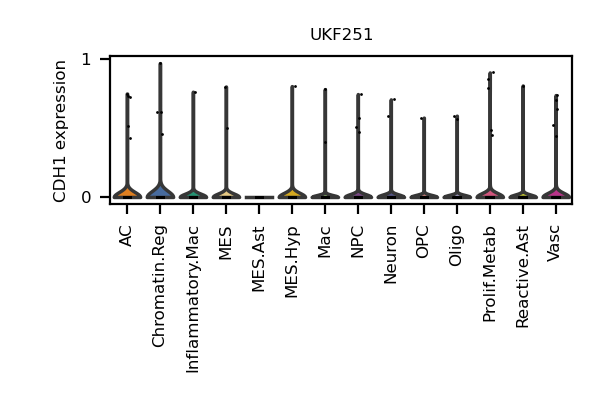 UKF251
CDH1 expression
1
0
AC
Chromatin.Reg
Inflammatory.Mac
MES
MES.Ast
MES.Hyp
Mac
NPC
Neuron
OPC
Oligo
Prolif.Metab
Reactive.Ast
Vasc